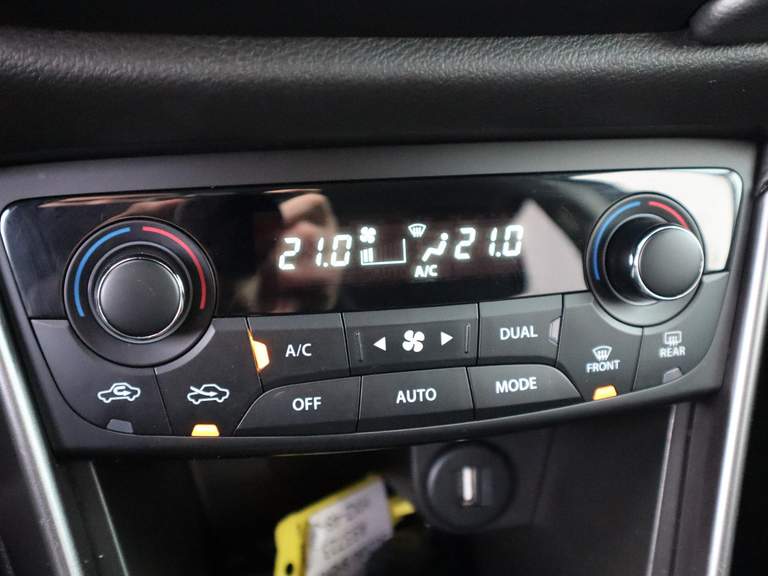 21.0 21.0
A/C
A/C
DUAL
FRONT
REAR
OFF
AUTO
MODE